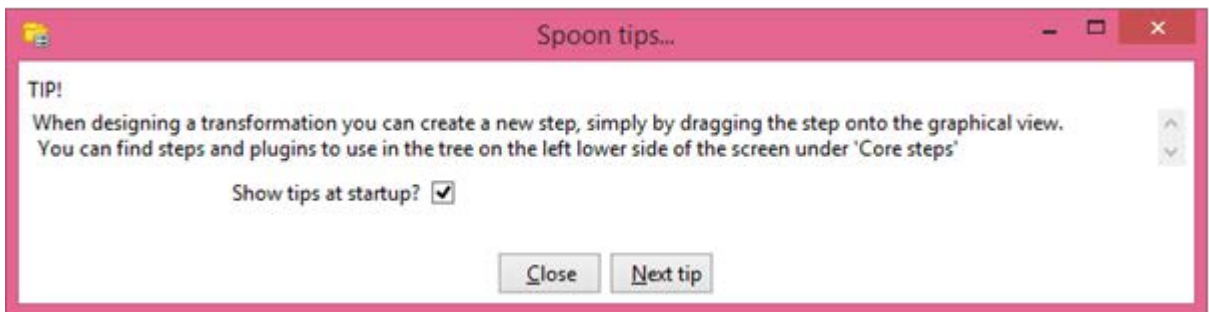 Spoon tips...
TIP!
When designing a transformation you can create a new step, simply by dragging the step onto the graphical view.
You can find steps and plugins to use in the tree on the left lower side of the screen under 'Core steps'
Show tips at startup?
Close
Next tip